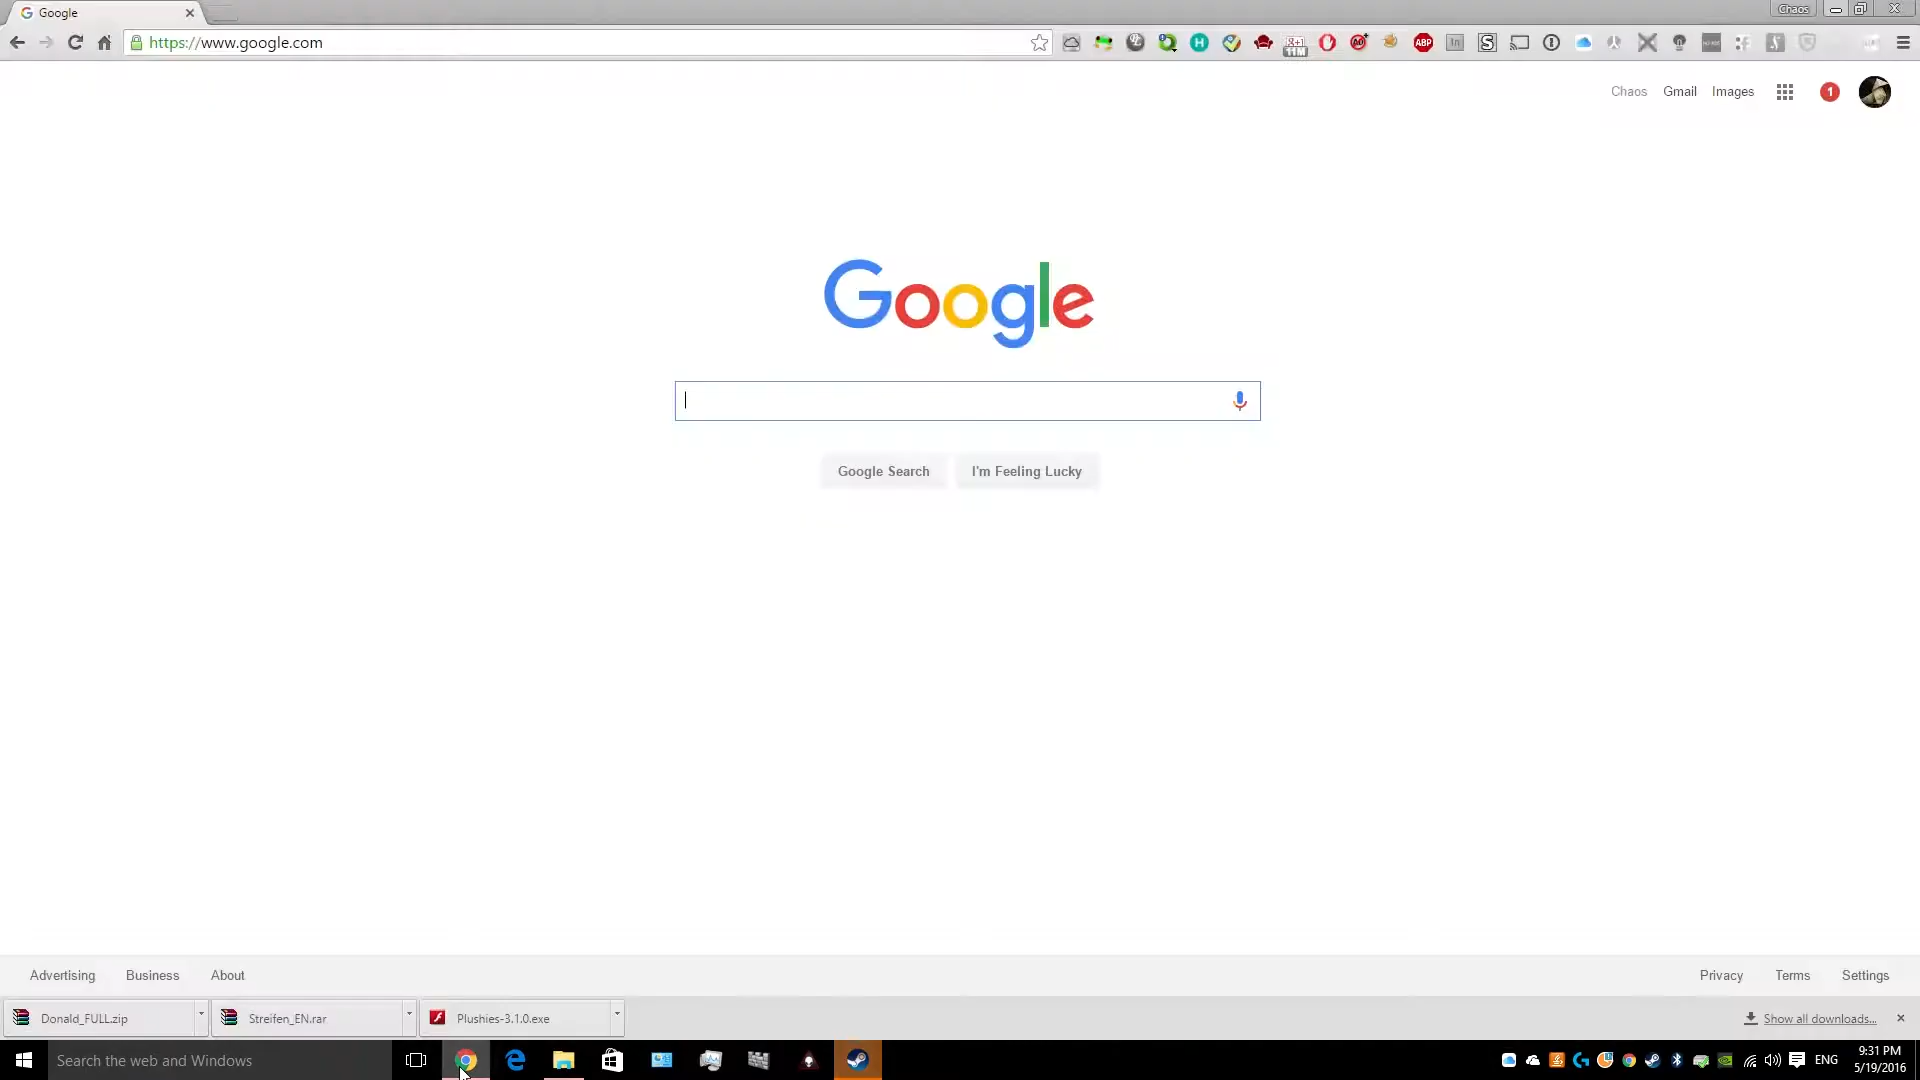 Google
Chaos
https://www.google.com
ABP
Chaos
Gmail
Images
1
Google
Google Search
I'm Feeling Lucky
Advertising
Business
About
Privacy
Terms
Settings
Donald_FULL.zip
Streifen_EN.rar
Plushies-3.1.0.exe
Show all downloads...
Search the web and Windows
ENG
9:31 PM
5/19/2016